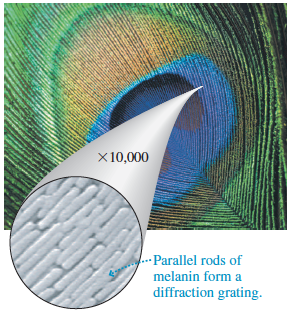 ×10,000
Parallel rods of
melanin form a
diffraction grating.